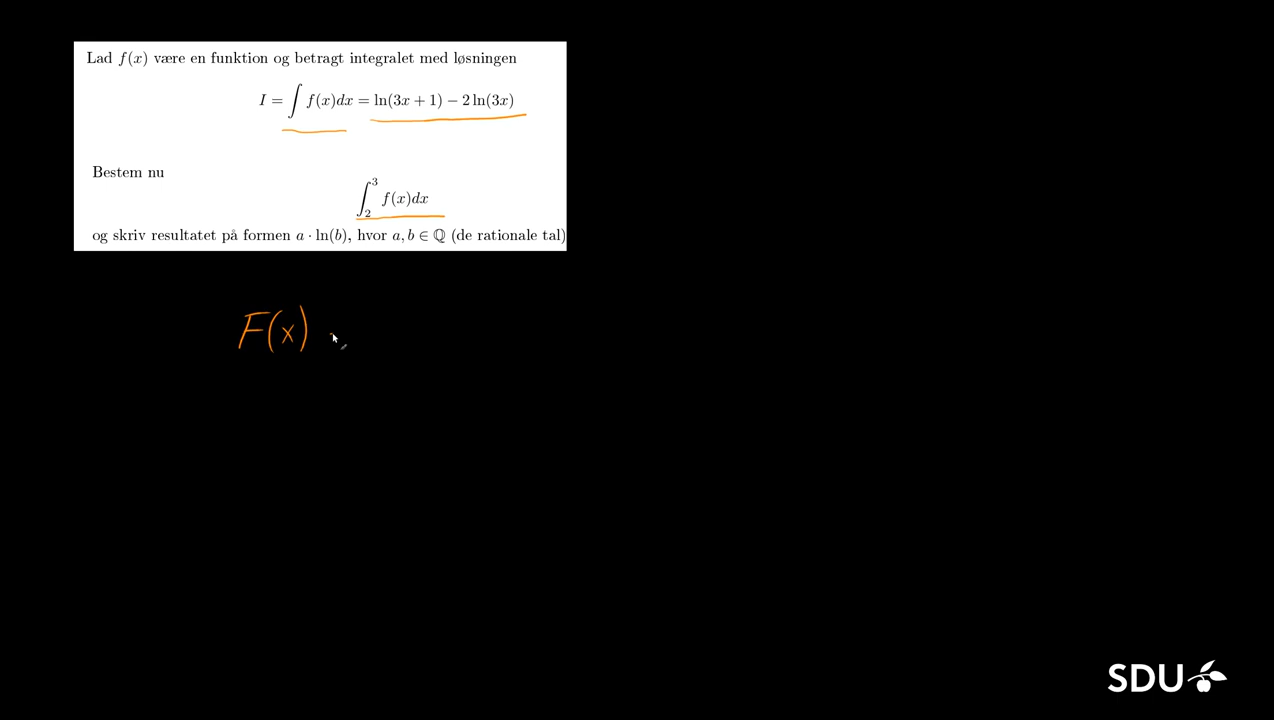 Lad f(x) være en funktion og betragt integralet med løsningen
I = ∫ f(x)dx = ln(3x + 1) − 2 ln(3x)
Bestem nu
∫₂³ f(x)dx
og skriv resultatet på formen a · ln(b), hvor a, b ∈ ℚ (de rationale tal)
F(x)
SDU